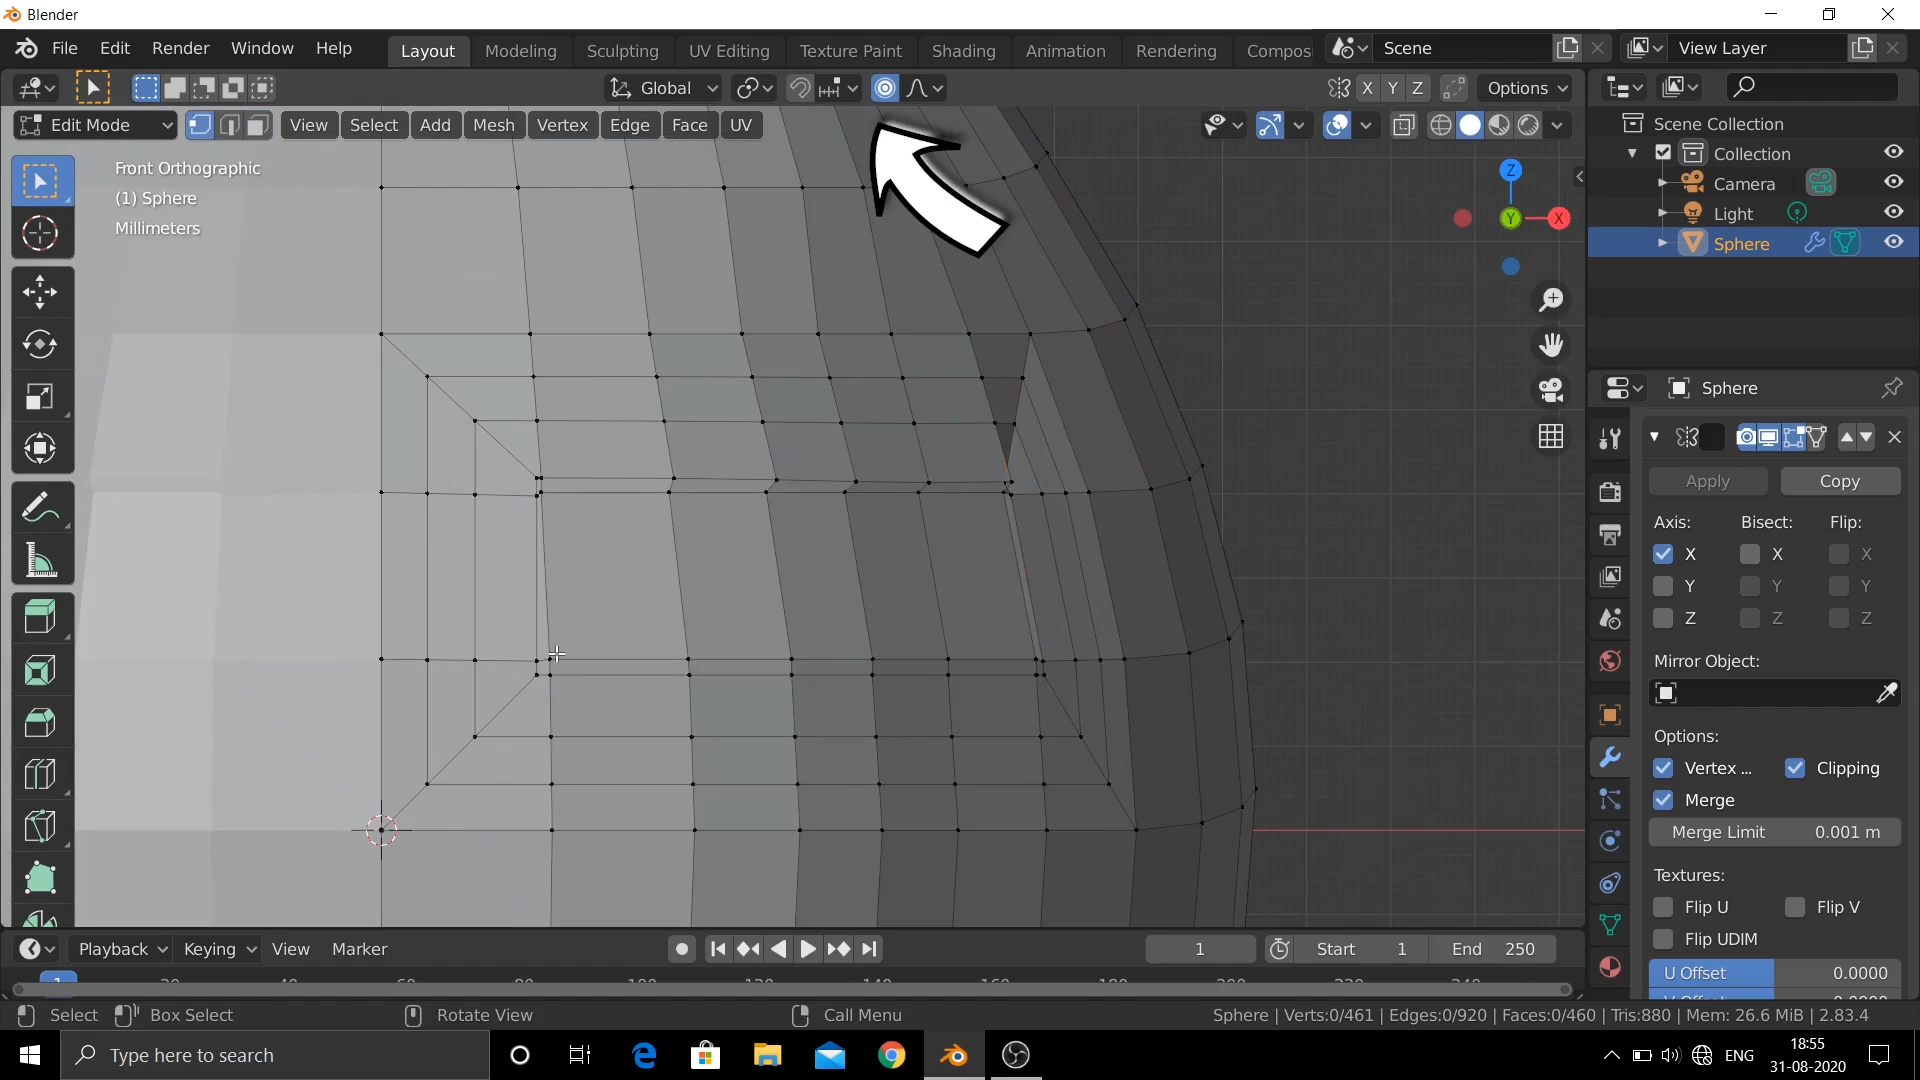 Blender
File Edit Render Window Help
Layout Modeling Sculpting UV Editing Texture Paint Shading Animation Rendering Compos
Scene
View Layer
Global
X Y Z
Options
Edit Mode
View Select Add Mesh Vertex Edge Face UV
Front Orthographic
(1) Sphere
Millimeters
Z
Y
X
Scene Collection
Collection
Camera
Light
Sphere
Sphere
Apply Copy
Axis: Bisect: Flip:
X X X
Y Y Y
Z Z Z
Mirror Object:
Options:
Vertex ... Clipping
Merge
Merge Limit 0.001 m
Textures:
Flip U Flip V
Flip UDIM
U Offset 0.0000
Playback Keying View Marker
1
Start 1 End 250
Select Box Select Rotate View Call Menu
Sphere | Verts:0/461 | Edges:0/920 | Faces:0/460 | Tris:880 | Mem: 26.6 MiB | 2.83.4
Type here to search
ENG
18:55
31-08-2020